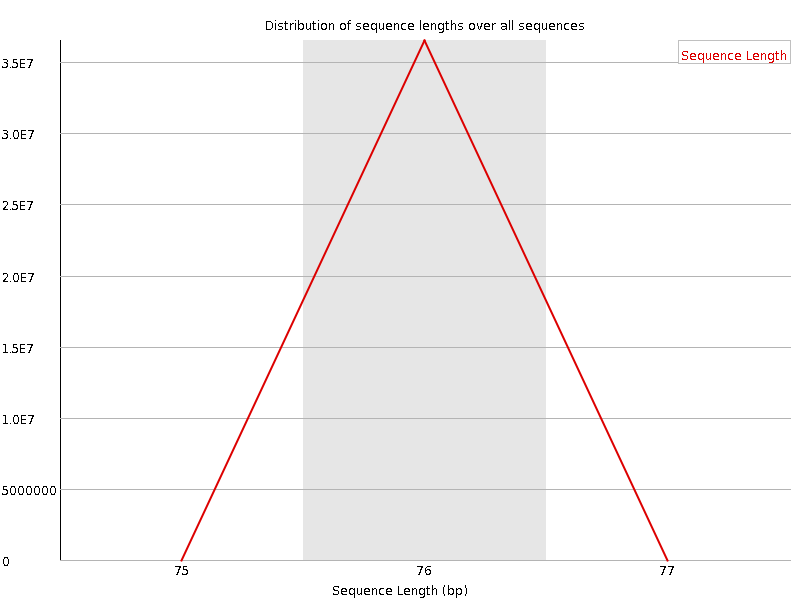 Distribution of sequence lengths over all sequences
Sequence Length
3.5E7
3.0E7
2.5E7
2.0E7
1.5E7
1.0E7
5000000
0
75 76 77
Sequence Length (bp)